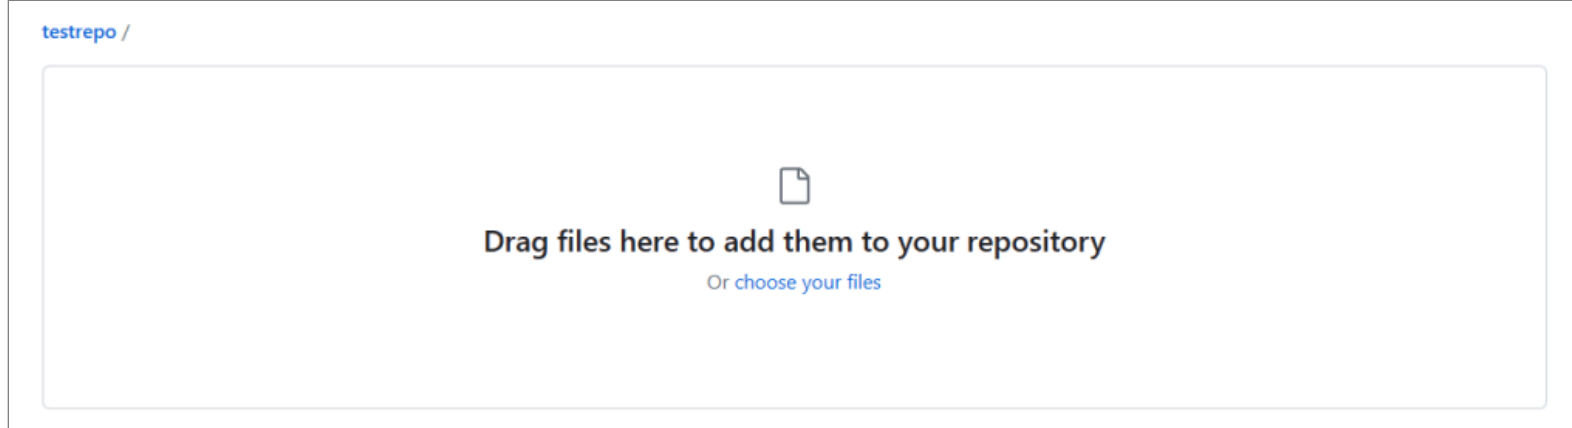 testrepo /
Drag files here to add them to your repository
Or choose your files